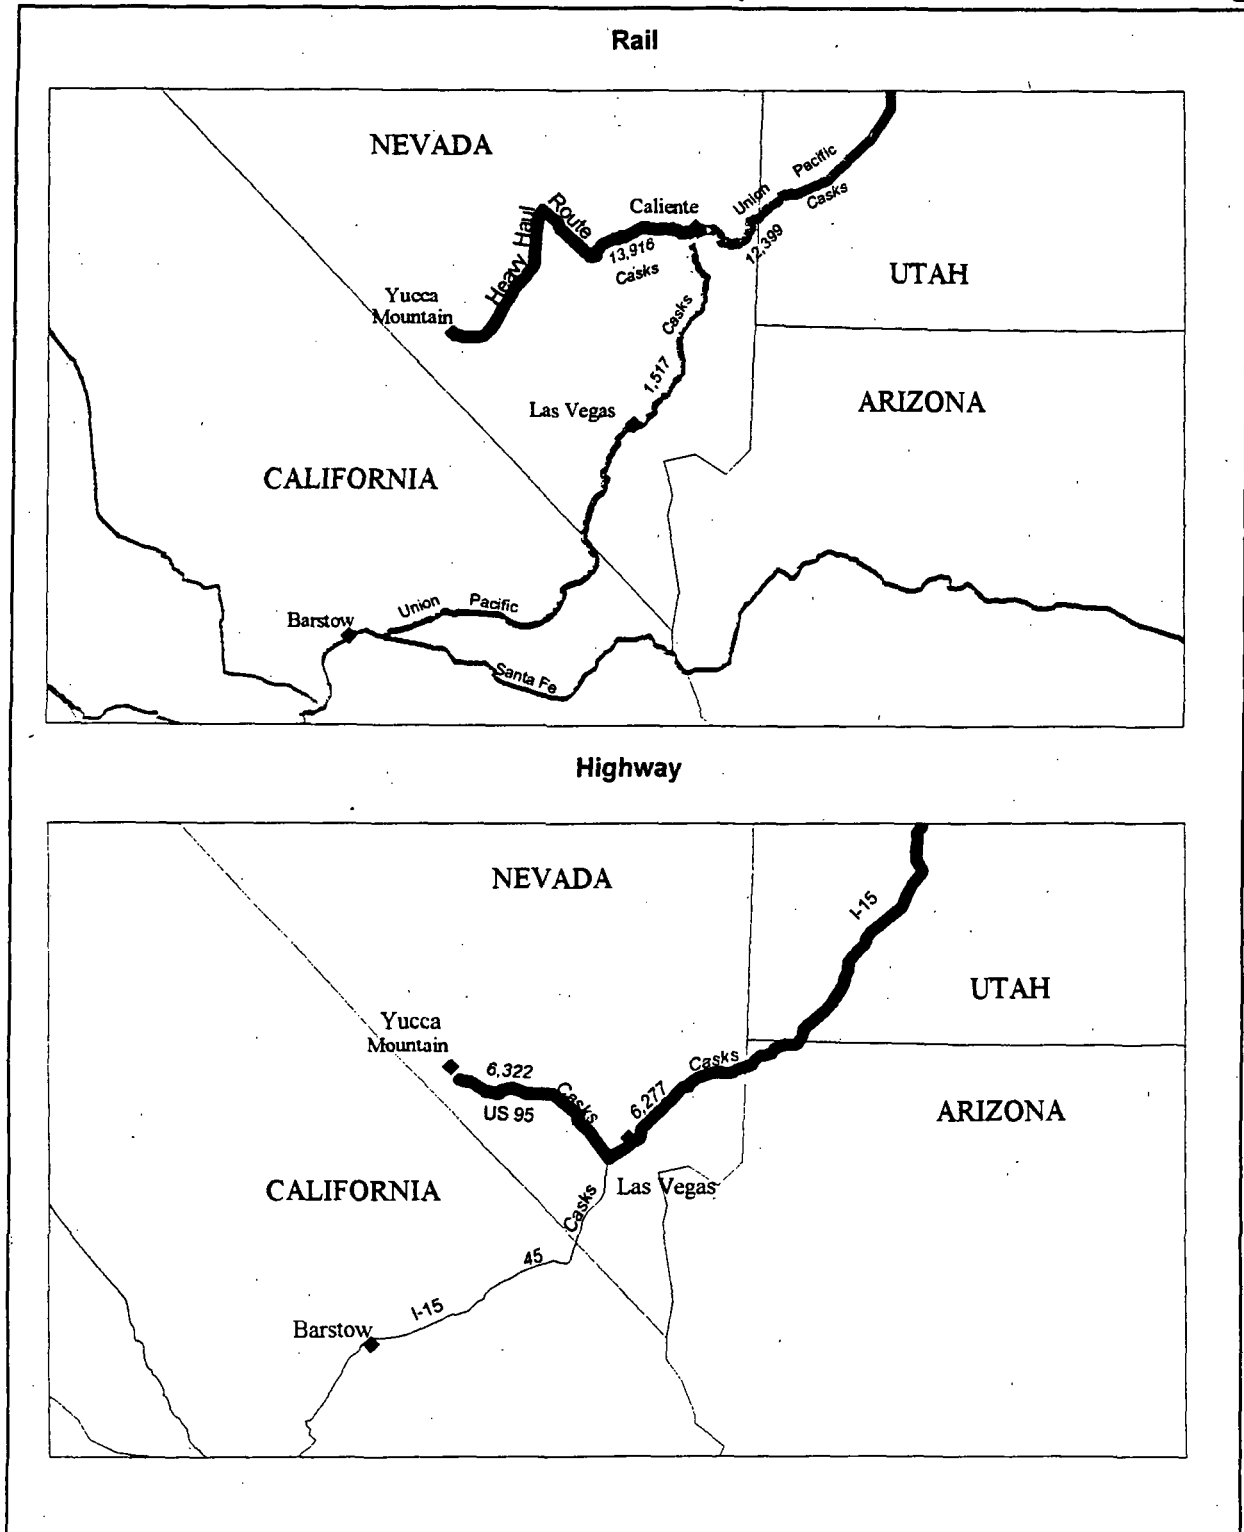 Rail
NEVADA
Union Pacific
Casks
12,399
Caliente
Heavy Haul Route
13,916
Casks
UTAH
Yucca
Mountain
1,517 Casks
Las Vegas
ARIZONA
CALIFORNIA
Barstow
Union Pacific
Santa Fe
Highway
NEVADA
I-15
UTAH
Yucca
Mountain
6,322 Casks
US 95
6,277 Casks
ARIZONA
CALIFORNIA
Las Vegas
45 Casks
I-15
Barstow